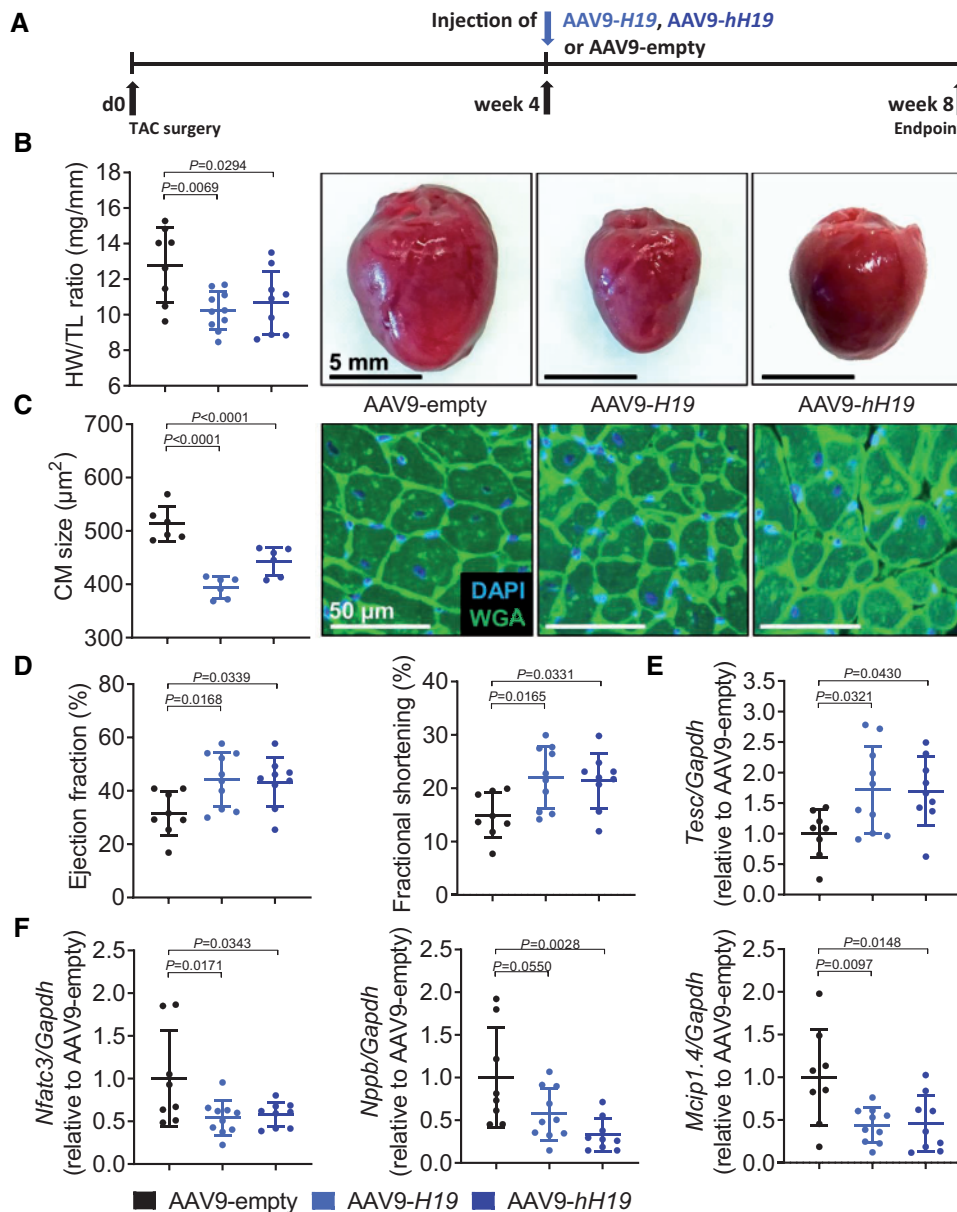 A
Injection of AAV9-H19, AAV9-hH19
or AAV9-empty
d0
week 4
week 8
TAC surgery
Endpoin
B
HW/TL ratio (mg/mm)
18
16
14
12
10
8
6
P=0.0294
P=0.0069
5 mm
AAV9-empty
AAV9-H19
AAV9-hH19
C
CM size (µm²)
700
600
500
400
300
P<0.0001
P<0.0001
50 µm
DAPI
WGA
D
Ejection fraction (%)
80
60
40
20
0
P=0.0339
P=0.0168
Fractional shortening (%)
40
30
20
10
0
P=0.0331
P=0.0165
E
Tesc/Gapdh
(relative to AAV9-empty)
3.5
3.0
2.5
2.0
1.5
1.0
0.5
0.0
P=0.0430
P=0.0321
F
Nfatc3/Gapdh
(relative to AAV9-empty)
2.5
2.0
1.5
1.0
0.5
0.0
P=0.0343
P=0.0171
Nppb/Gapdh
(relative to AAV9-empty)
2.5
2.0
1.5
1.0
0.5
0.0
P=0.0028
P=0.0550
Mcip1.4/Gapdh
(relative to AAV9-empty)
2.5
2.0
1.5
1.0
0.5
0.0
P=0.0148
P=0.0097
AAV9-empty AAV9-H19 AAV9-hH19